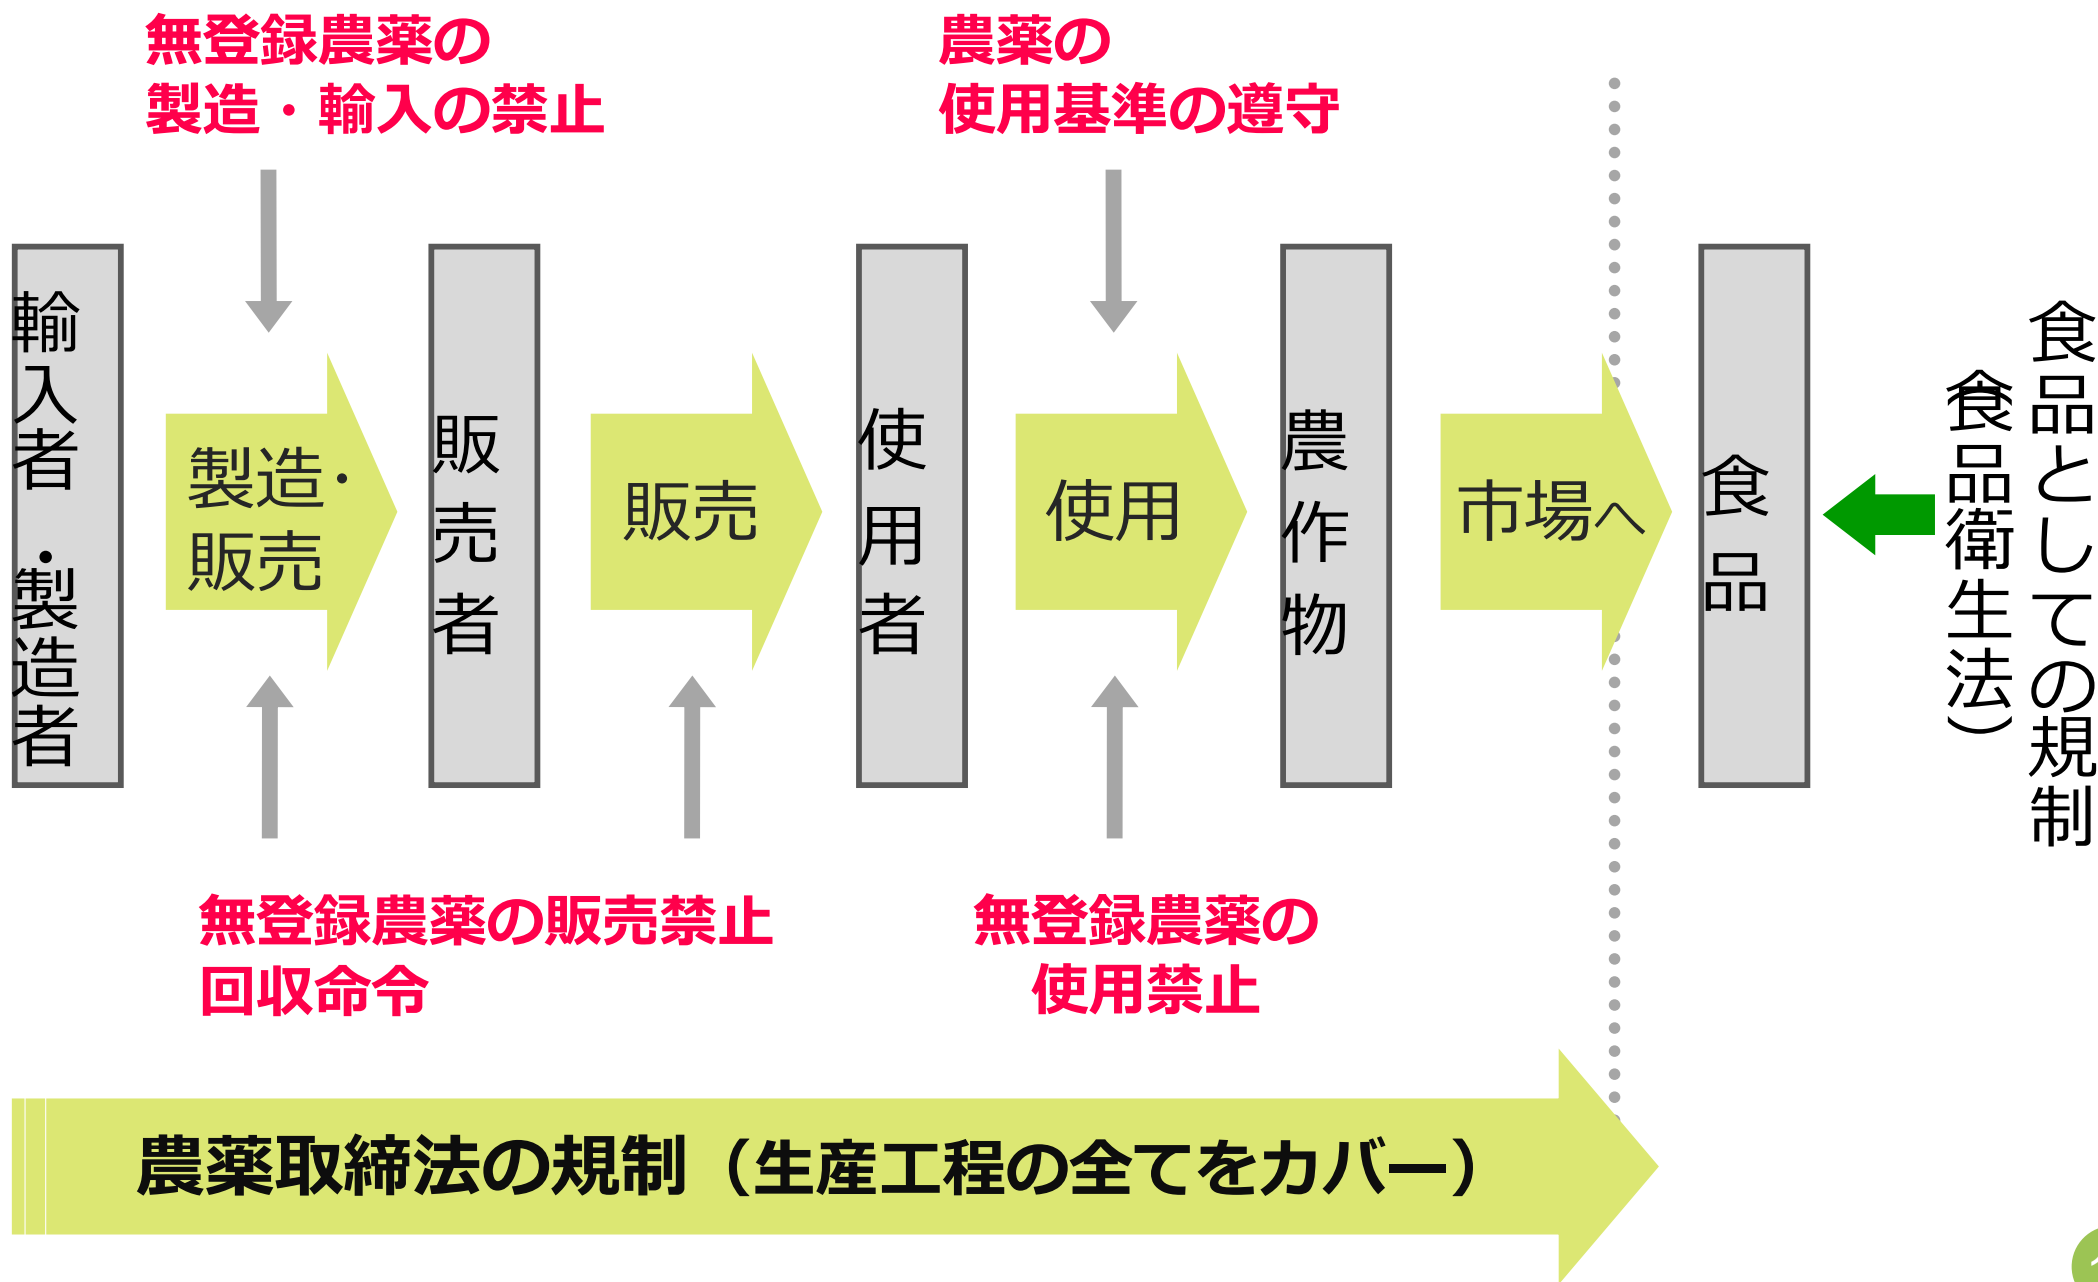 無登録農薬の
製造・輸入の禁止
農薬の
使用基準の遵守
輸入者・製造者
製造・
販売
販売者
販売
使用者
使用
農作物
市場へ
食品
食品としての規制
食品衛生法）
無登録農薬の販売禁止
回収命令
無登録農薬の
使用禁止
農薬取締法の規制（生産工程の全てをカバー）